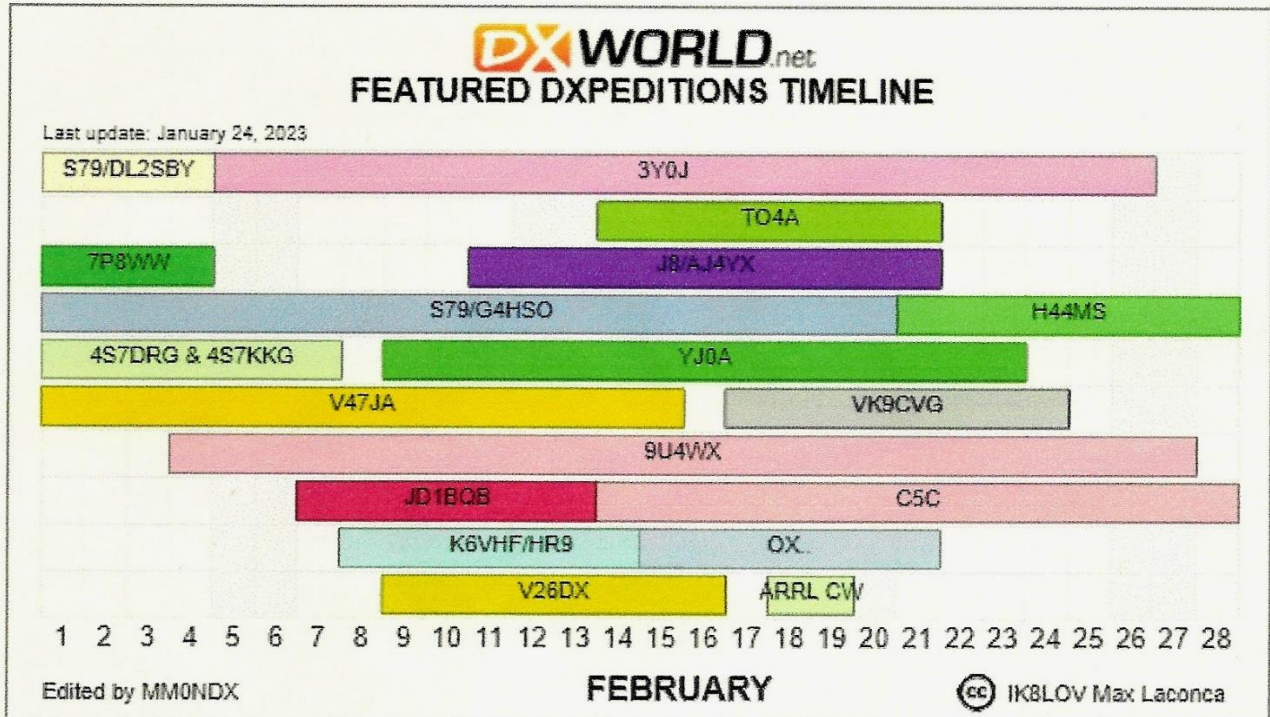 DX WORLD.net
FEATURED DXPEDITIONS TIMELINE
Last update: January 24, 2023
S79/DL2SBY 3Y0J
TO4A
7P8WW J8/AJ4YX
S79/G4HSO H44MS
4S7DRG & 4S7KKG YJ0A
V47JA VK9CVG
9U4WX
JD1BQB C5C
K6VHF/HR9 OX..
V26DX ARRL CW
1 2 3 4 5 6 7 8 9 10 11 12 13 14 15 16 17 18 19 20 21 22 23 24 25 26 27 28
Edited by MM0NDX FEBRUARY cc IK8LOV Max Laconca